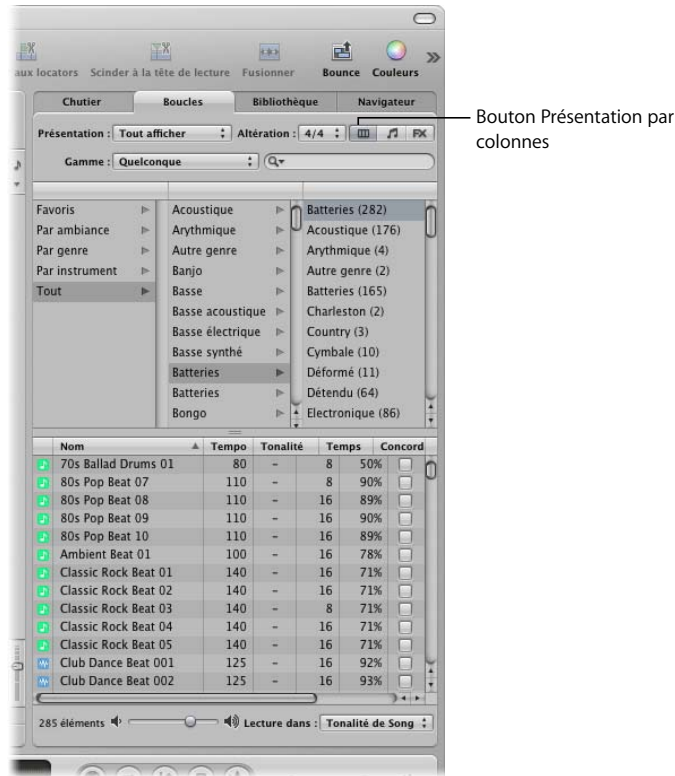 aux locators Scinder à la tête de lecture Fusionner Bounce Couleurs
Chutier Boucles Bibliothèque Navigateur
Présentation : Tout afficher Altération : 4/4 FX
Bouton Présentation par
colonnes
Gamme : Quelconque
Favoris Acoustique Batteries (282)
Par ambiance Arythmique Acoustique (176)
Par genre Autre genre Arythmique (4)
Par instrument Banjo Autre genre (2)
Tout Basse Batteries (165)
Basse acoustique Charleston (2)
Basse électrique Country (3)
Basse synthé Cymbale (10)
Batteries Déformé (11)
Batteries Détendu (64)
Bongo Electronique (86)
Nom Tempo Tonalité Temps Concord
70s Ballad Drums 01 80 - 8 50%
80s Pop Beat 07 110 - 8 90%
80s Pop Beat 08 110 - 16 89%
80s Pop Beat 09 110 - 16 90%
80s Pop Beat 10 110 - 16 89%
Ambient Beat 01 100 - 16 78%
Classic Rock Beat 01 140 - 16 71%
Classic Rock Beat 02 140 - 16 71%
Classic Rock Beat 03 140 - 8 71%
Classic Rock Beat 04 140 - 16 71%
Classic Rock Beat 05 140 - 16 71%
Club Dance Beat 001 125 - 16 92%
Club Dance Beat 002 125 - 16 93%
285 éléments Lecture dans : Tonalité de Song